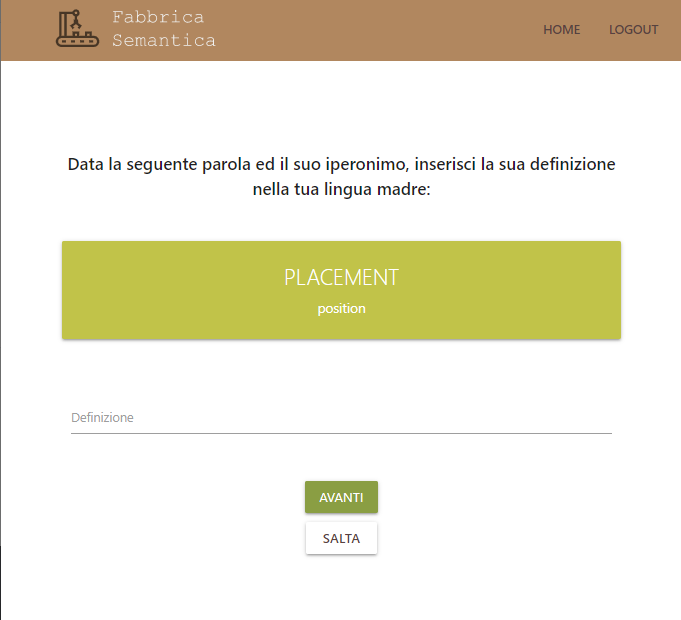 Fabbrica
Semantica
HOME LOGOUT
Data la seguente parola ed il suo iperonimo, inserisci la sua definizione
nella tua lingua madre:
PLACEMENT
position
Definizione
AVANTI
SALTA